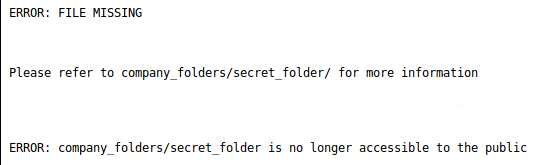 ERROR: FILE MISSING
Please refer to company_folders/secret_folder/ for more information
ERROR: company_folders/secret_folder is no longer accessible to the public